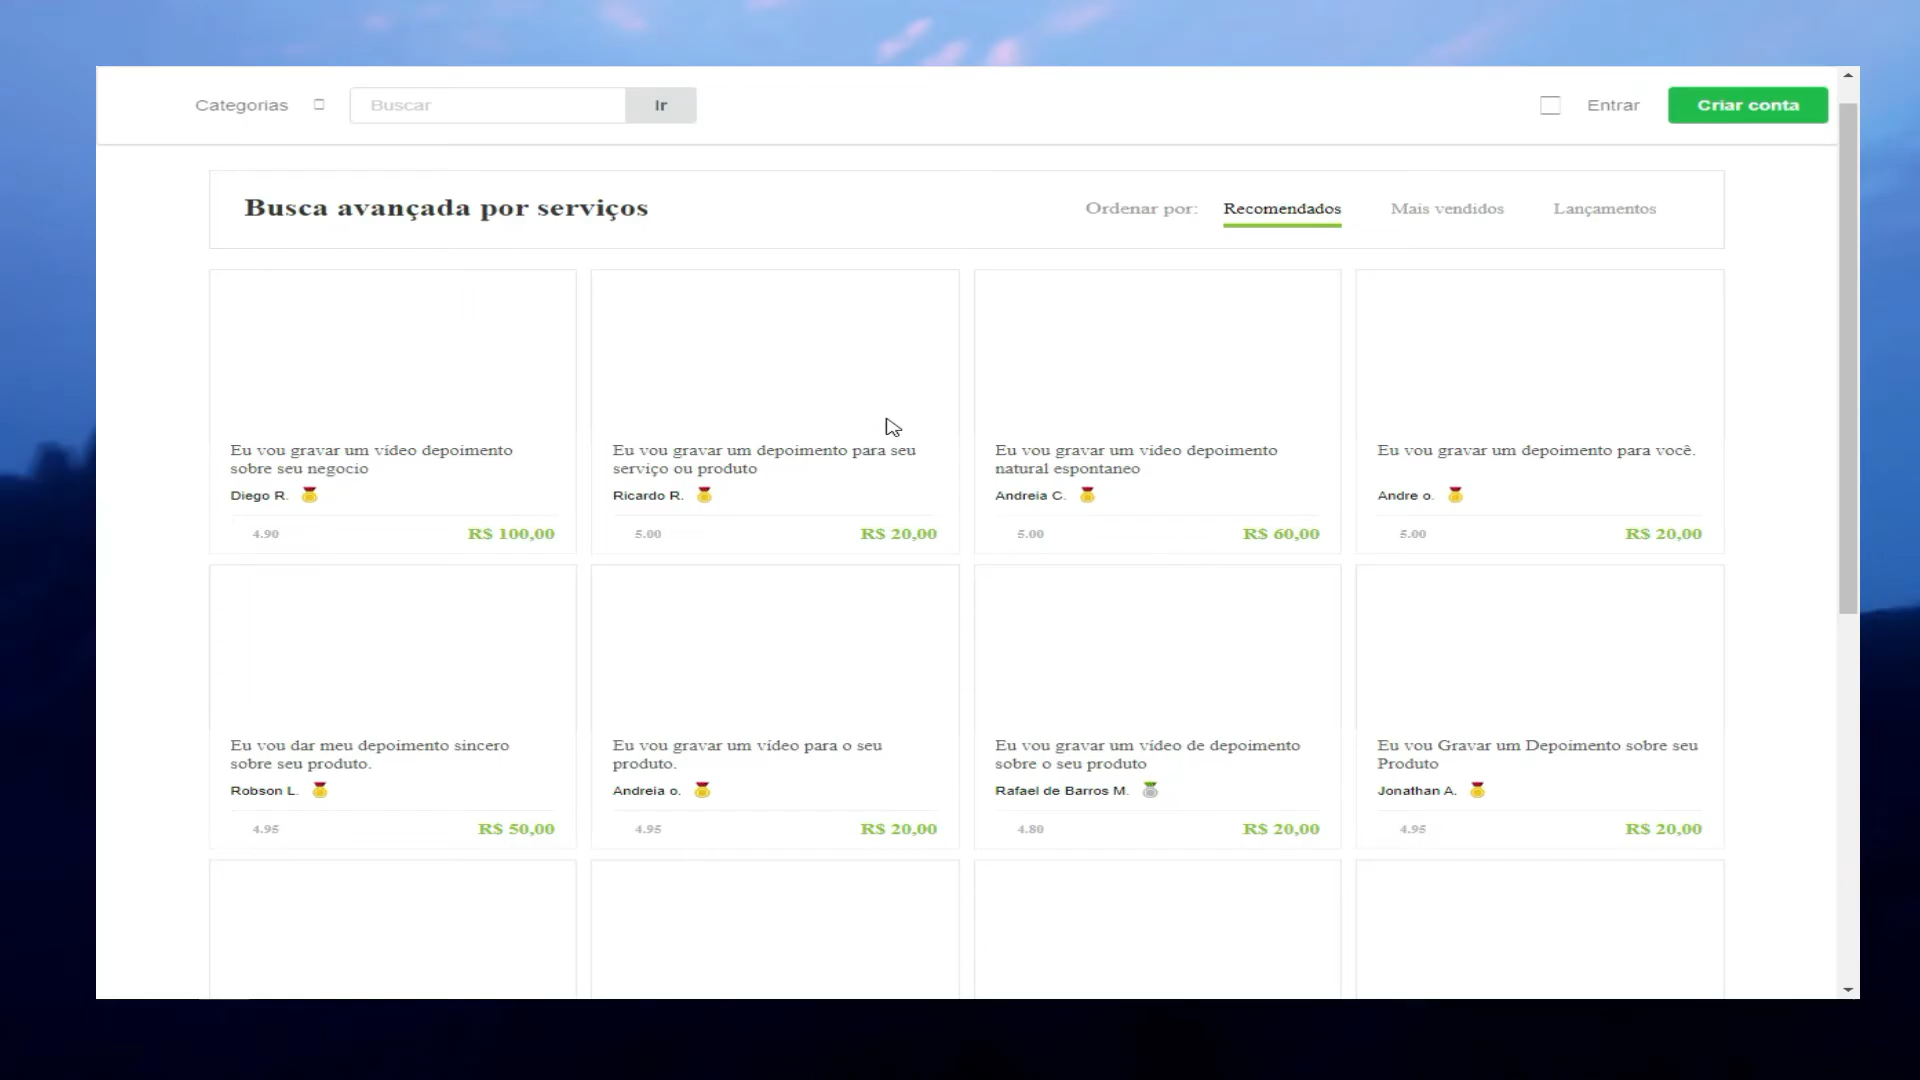 Categorias
Buscar
Ir
Entrar
Criar conta
Busca avançada por serviços
Ordenar por:
Recomendados
Mais vendidos
Lançamentos
Eu vou gravar um vídeo depoimento
sobre seu negocio
Diego R.
4.90
R$ 100,00
Eu vou gravar um depoimento para seu
serviço ou produto
Ricardo R.
5.00
R$ 20,00
Eu vou gravar um video depoimento
natural espontaneo
Andreia C.
5.00
R$ 60,00
Eu vou gravar um depoimento para você.
Andre o.
5.00
R$ 20,00
Eu vou dar meu depoimento sincero
sobre seu produto.
Robson L.
4.95
R$ 50,00
Eu vou gravar um vídeo para o seu
produto.
Andreia o.
4.95
R$ 20,00
Eu vou gravar um vídeo de depoimento
sobre o seu produto
Rafael de Barros M.
4.80
R$ 20,00
Eu vou Gravar um Depoimento sobre seu
Produto
Jonathan A.
4.95
R$ 20,00